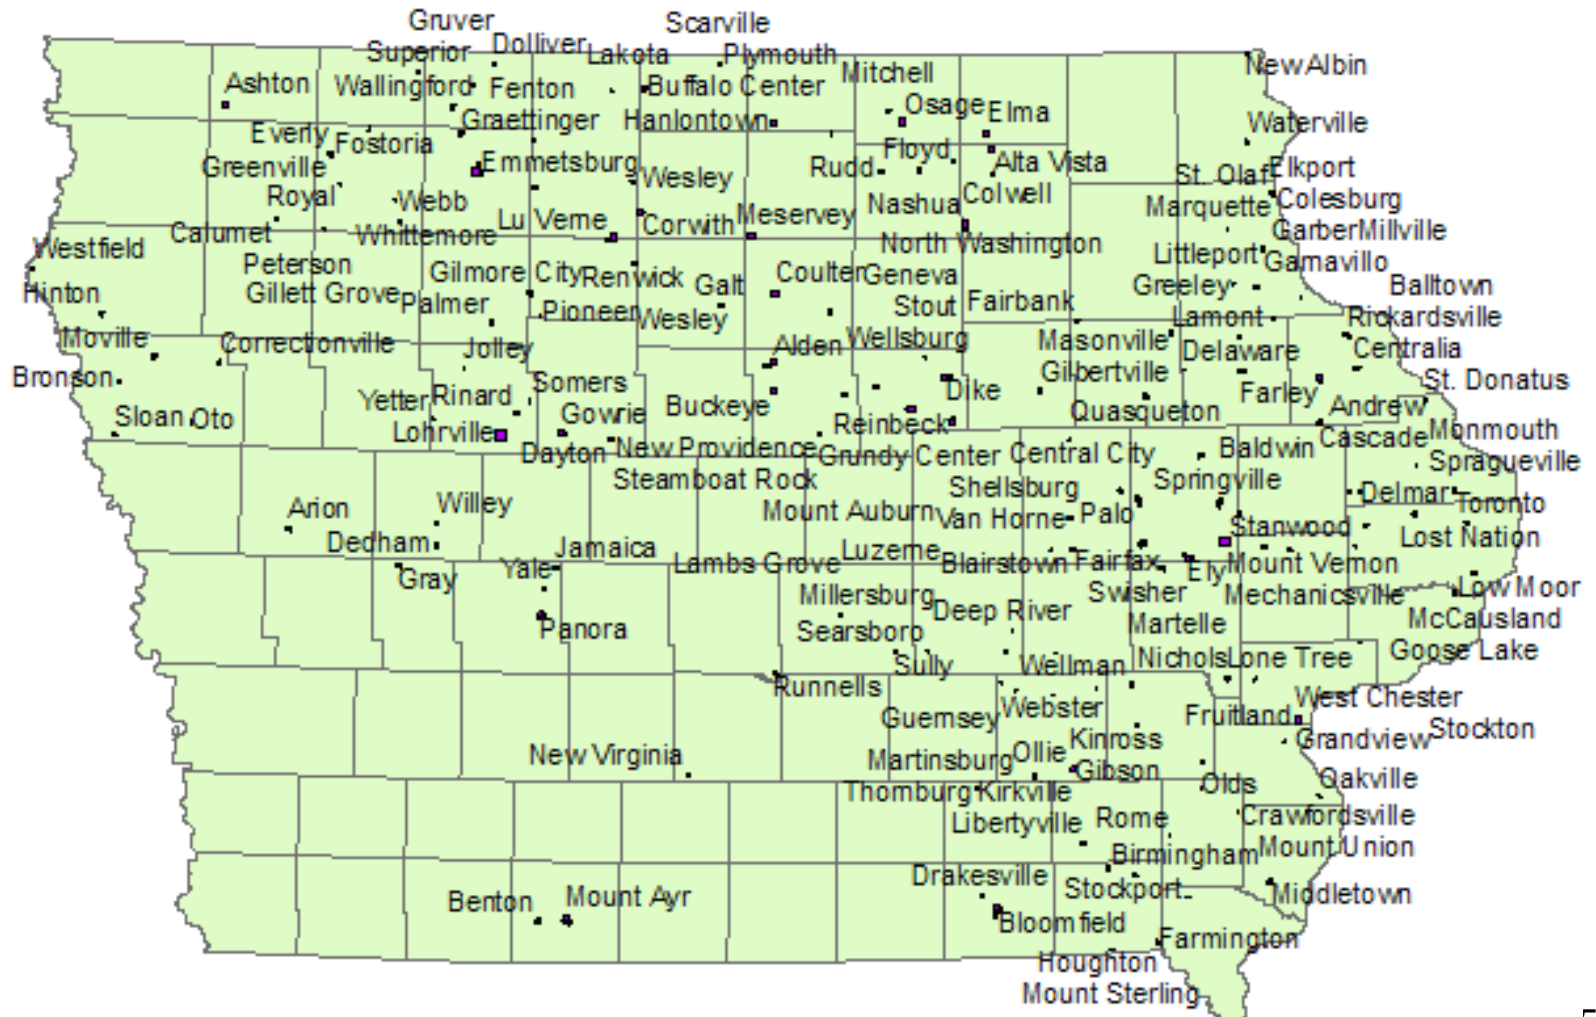 Gruver
Scarville
Superior
Dolliver
Lakota
Plymouth
New Albin
Ashton
Wallingford
Fenton
Buffalo Center
Mitchell
Graettinger
Hanlontown
Osage
Elma
Waterville
Everly
Fostoria
Greenville
Emmetsburg
Wesley
Rudd
Floyd
Alta Vista
St. Olaf
Elkport
Royal
Webb
Lu Verne
Corwith
Meservey
Nashua
Colwell
Marquette
Colesburg
Calumet
Whittemore
North Washington
Garber
Millville
Westfield
Peterson
Gilmore City
Renwick
Galt
Coulter
Geneva
Littleport
Garnavillo
Hinton
Gillett Grove
Palmer
Pioneer
Wesley
Stout
Fairbank
Greeley
Balltown
Lamont
Rickardsville
Moville
Correctionville
Jolley
Alden
Wellsburg
Masonville
Delaware
Centralia
Bronson
Yetter
Rinard
Somers
Dike
Gilbertville
Farley
St. Donatus
Sloan
Oto
Lohrville
Gowrie
Buckeye
Reinbeck
Quasqueton
Andrew
Dayton
New Providence
Grundy Center
Central City
Baldwin
Cascade
Monmouth
Steamboat Rock
Shellsburg
Springville
Spragueville
Arion
Willey
Mount Auburn
Van Horne
Palo
Stanwood
Delmar
Toronto
Dedham
Jamaica
Luzerne
Lost Nation
Gray
Yale
Lambs Grove
Blairstown
Fairfax
Ely
Mount Vernon
Millersburg
Deep River
Swisher
Mechanicsville
Low Moor
Panora
Searsboro
Martelle
McCausland
Sully
Wellman
Nichols
Lone Tree
Goose Lake
Runnells
Guernsey
Webster
Fruitland
West Chester
New Virginia
Martinsburg
Ollie
Kinross
Grandview
Stockton
Gibson
Olds
Oakville
Thornburg
Kirkville
Libertyville
Rome
Crawfordsville
Birmingham
Mount Union
Drakesville
Stockport
Middletown
Benton
Mount Ayr
Bloomfield
Farmington
Houghton
Mount Sterling